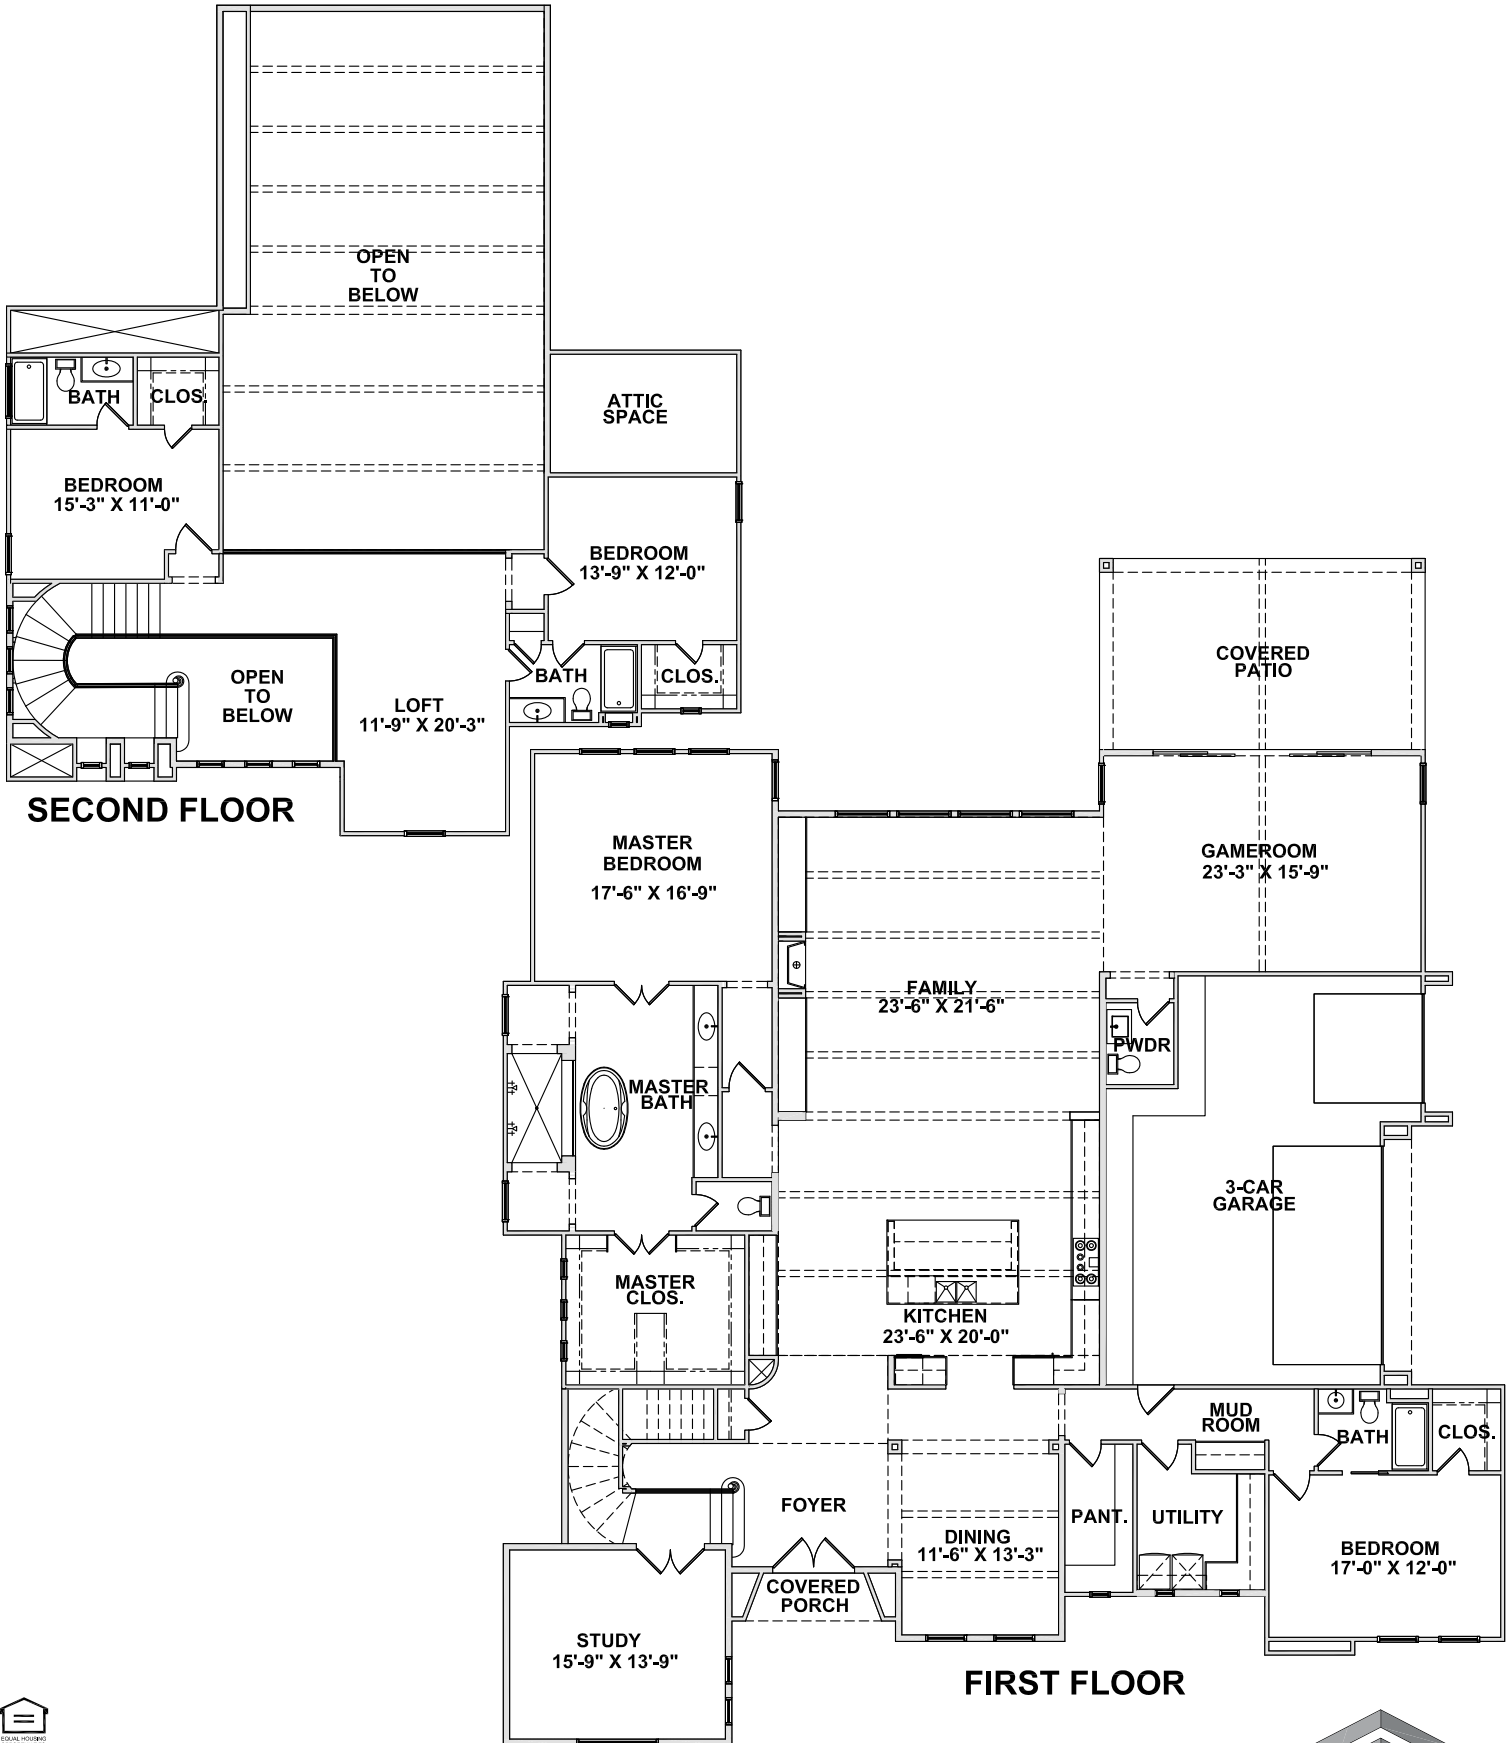 OPEN
TO
BELOW
ATTIC
SPACE
BATH
CLOS.
BEDROOM
15'-3" X 11'-0"
BEDROOM
13'-9" X 12'-0"
OPEN
TO
BELOW
LOFT
11'-9" X 20'-3"
BATH
CLOS.
SECOND FLOOR
COVERED
PATIO
MASTER
BEDROOM
17'-6" X 16'-9"
GAMEROOM
23'-3" X 15'-9"
FAMILY
23'-6" X 21'-6"
PWDR
MASTER
BATH
3-CAR
GARAGE
MASTER
CLOS.
KITCHEN
23'-6" X 20'-0"
MUD
ROOM
BATH
CLOS.
FOYER
DINING
11'-6" X 13'-3"
PANT.
UTILITY
BEDROOM
17'-0" X 12'-0"
COVERED
PORCH
STUDY
15'-9" X 13'-9"
FIRST FLOOR
EQUAL HOUSING